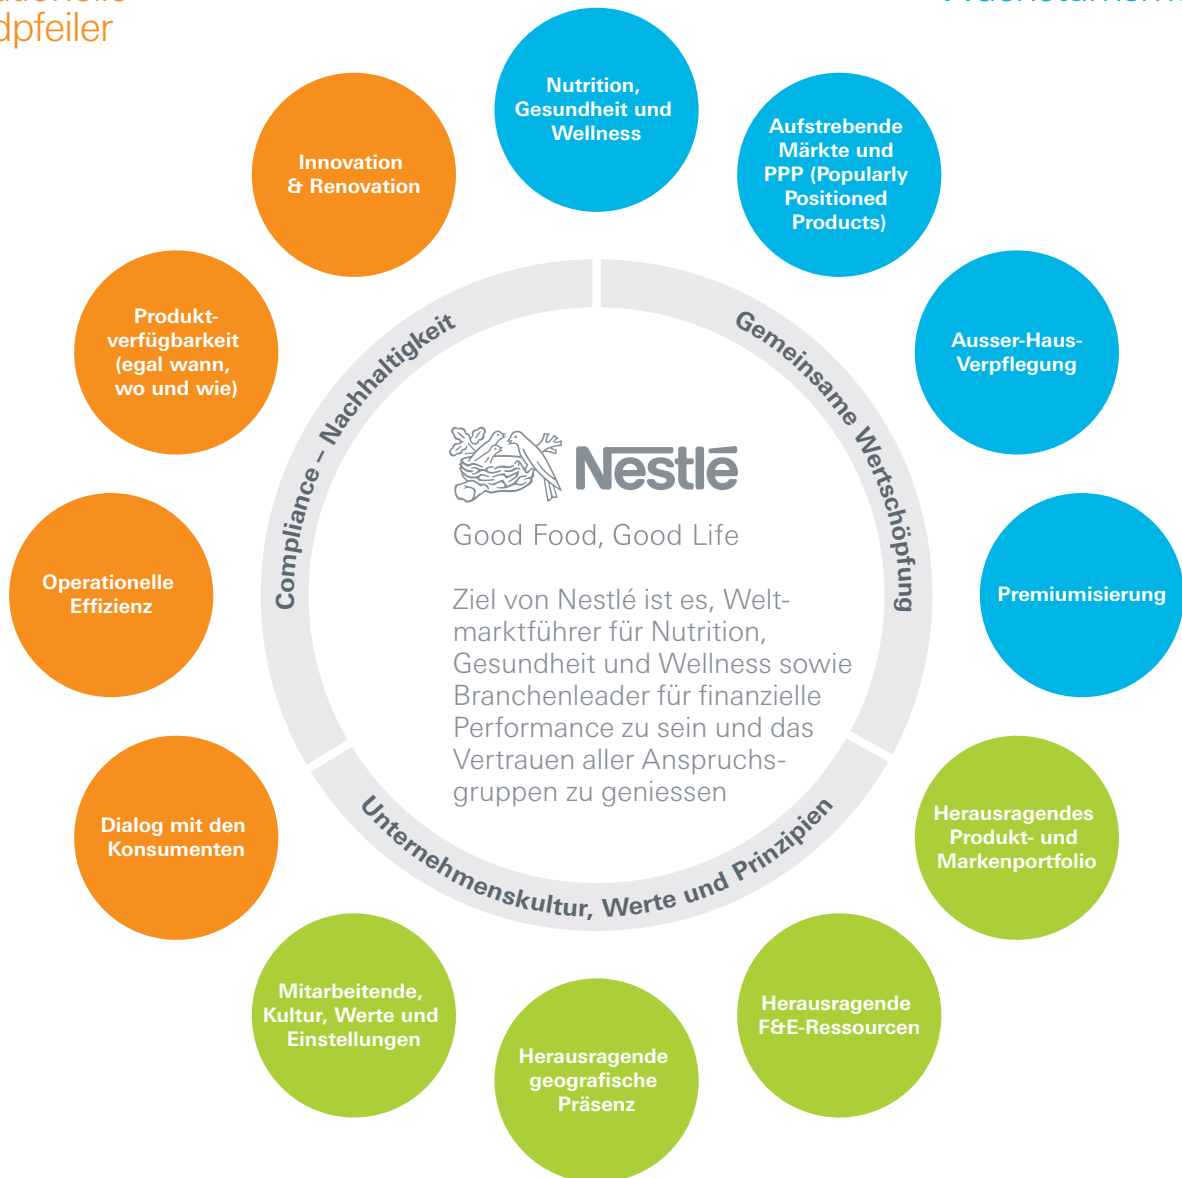 dpfeiler
Nutrition,
Gesundheit und
Wellness
Aufstrebende
Märkte und
PPP (Popularly
Positioned
Products)
Ausser-Haus-
Verpflegung
Premiumisierung
Herausragendes
Produkt- und
Markenportfolio
Herausragende
F&E-Ressourcen
Herausragende
geografische
Präsenz
Mitarbeitende,
Kultur, Werte und
Einstellungen
Dialog mit den
Konsumenten
Operationelle
Effizienz
Produkt-
verfügbarkeit
(egal wann,
wo und wie)
Innovation
& Renovation
Compliance – Nachhaltigkeit
Gemeinsame Wertschöpfung
Unternehmenskultur, Werte und Prinzipien
Nestlé
Good Food, Good Life
Ziel von Nestlé ist es, Welt-
marktführer für Nutrition,
Gesundheit und Wellness sowie
Branchenleader für finanzielle
Performance zu sein und das
Vertrauen aller Anspruchs-
gruppen zu geniessen